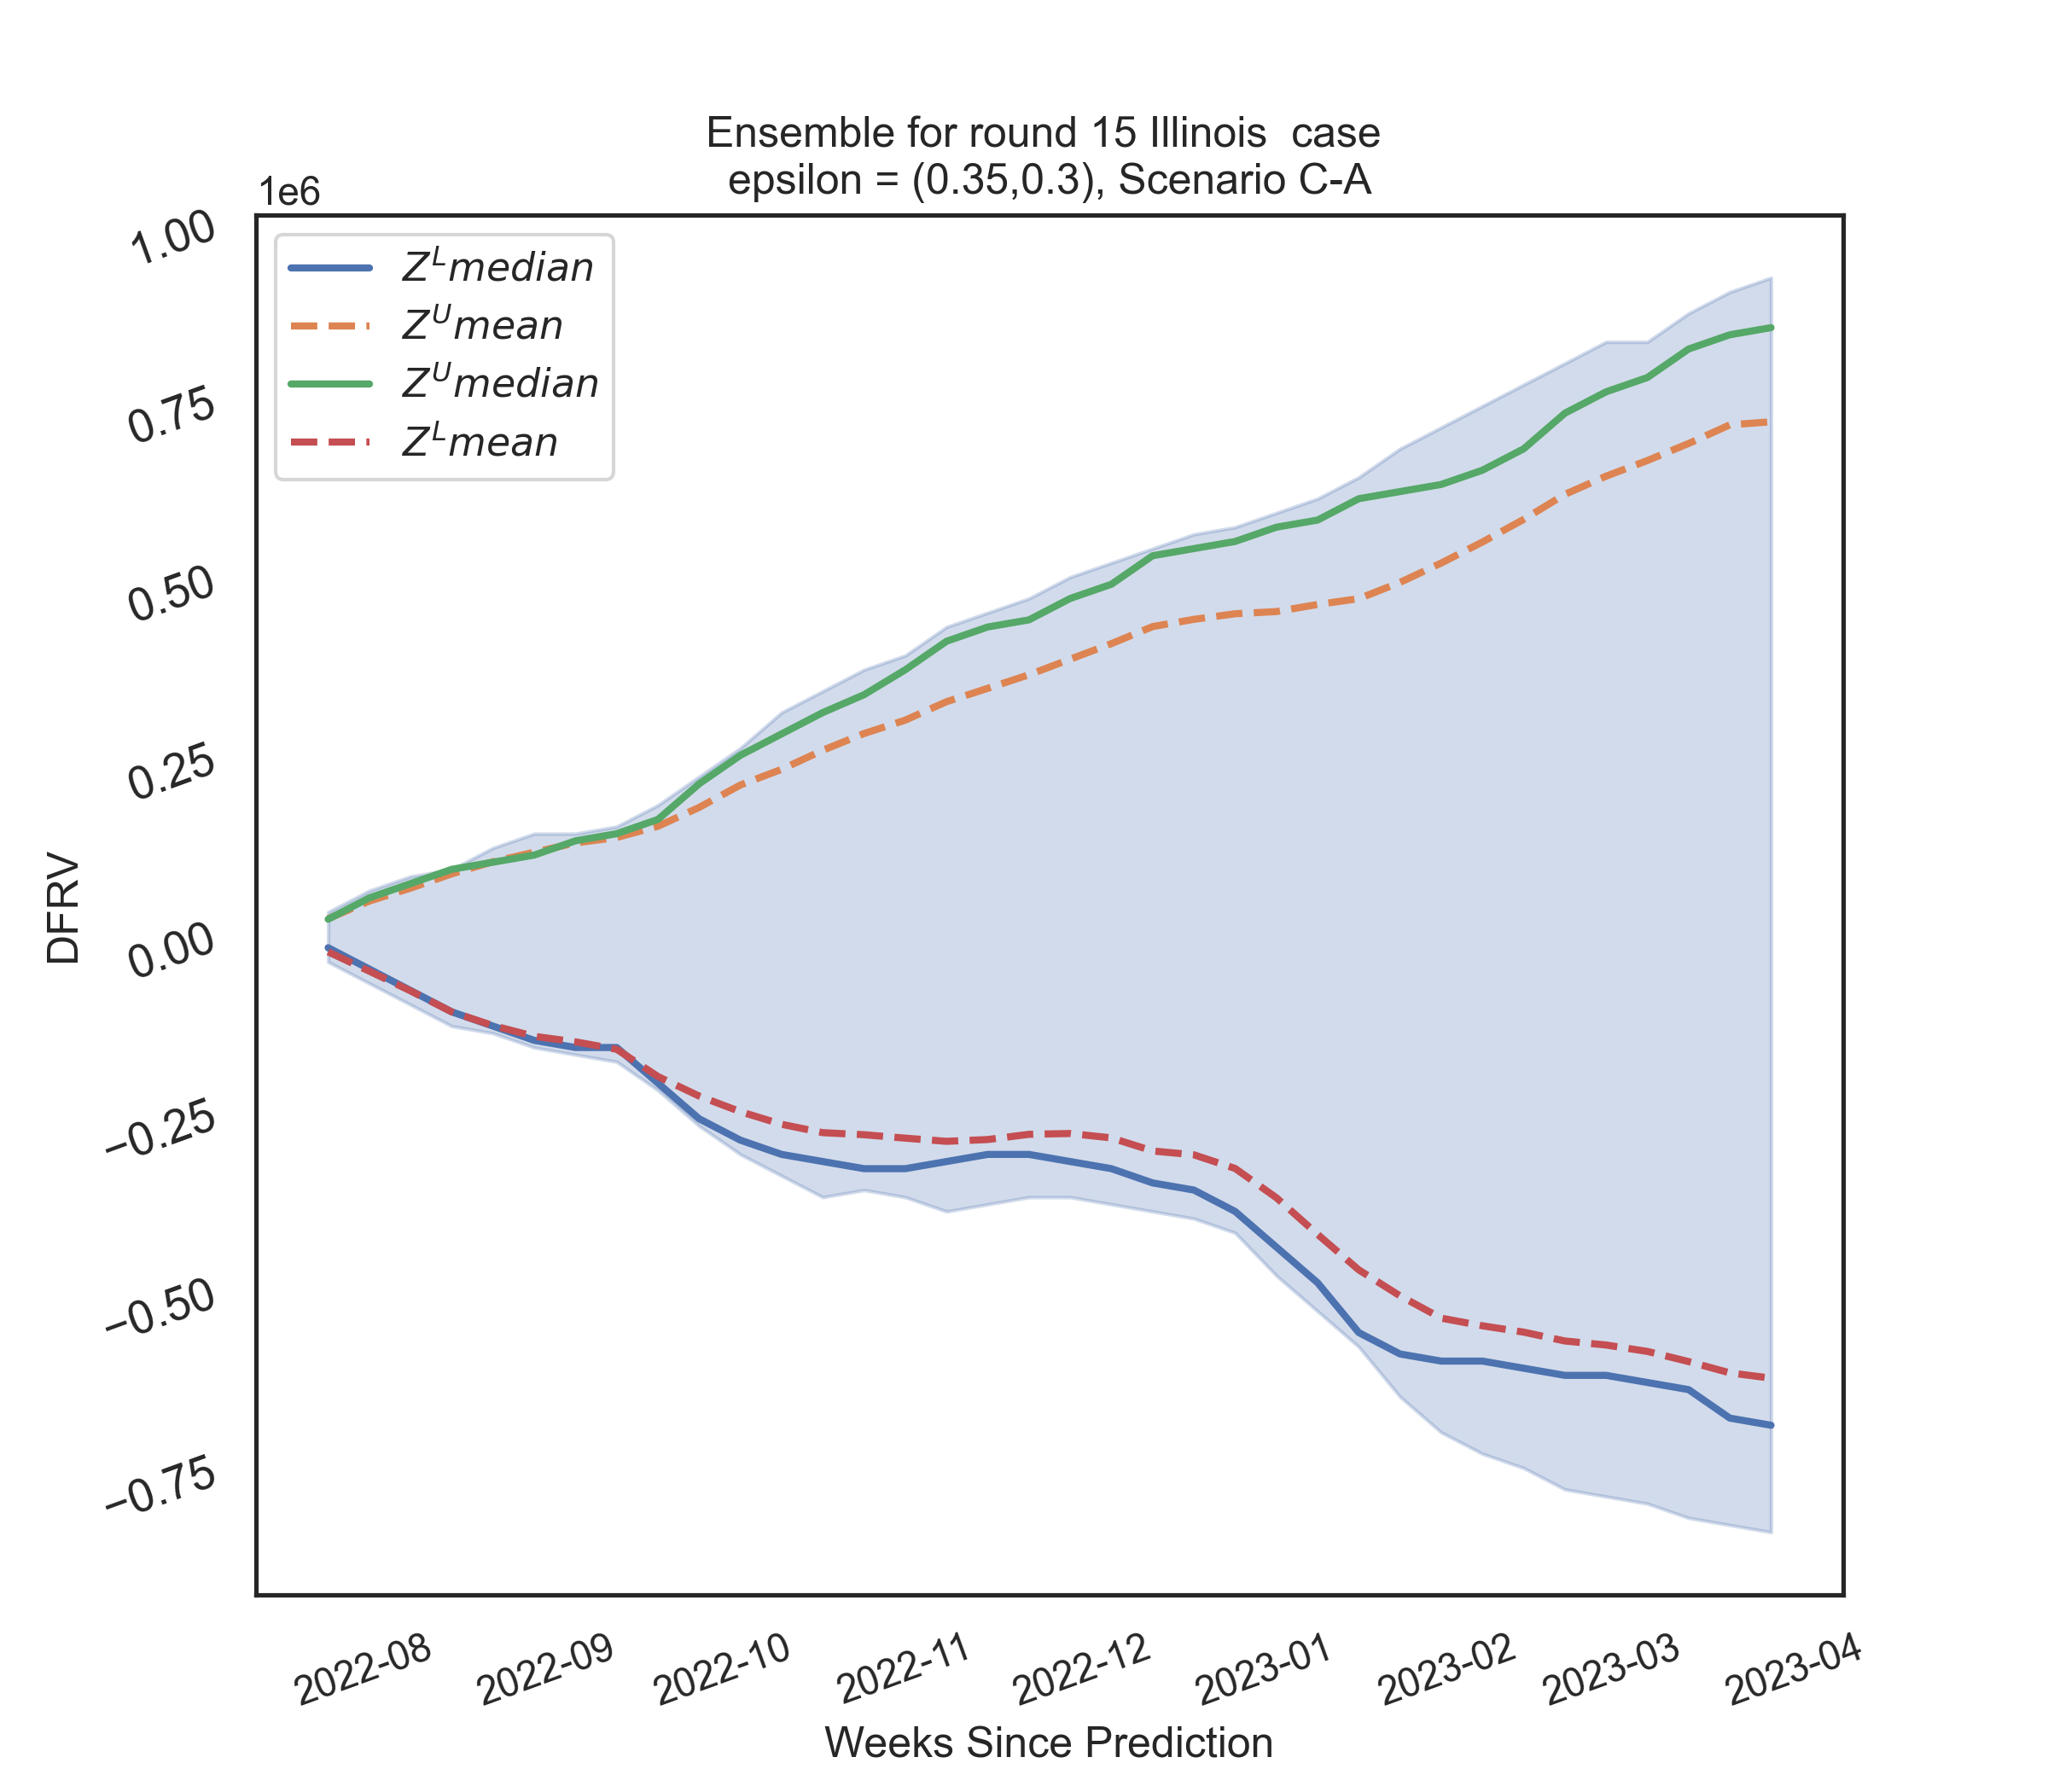 Ensemble for round 15 Illinois  case
epsilon = (0.35,0.3), Scenario C-A
1e6
1.00
0.75
0.50
0.25
0.00
−0.25
−0.50
−0.75
DFRV
Z^L median
Z^U mean
Z^U median
Z^L mean
2022-08
2022-09
2022-10
2022-11
2022-12
2023-01
2023-02
2023-03
2023-04
Weeks Since Prediction